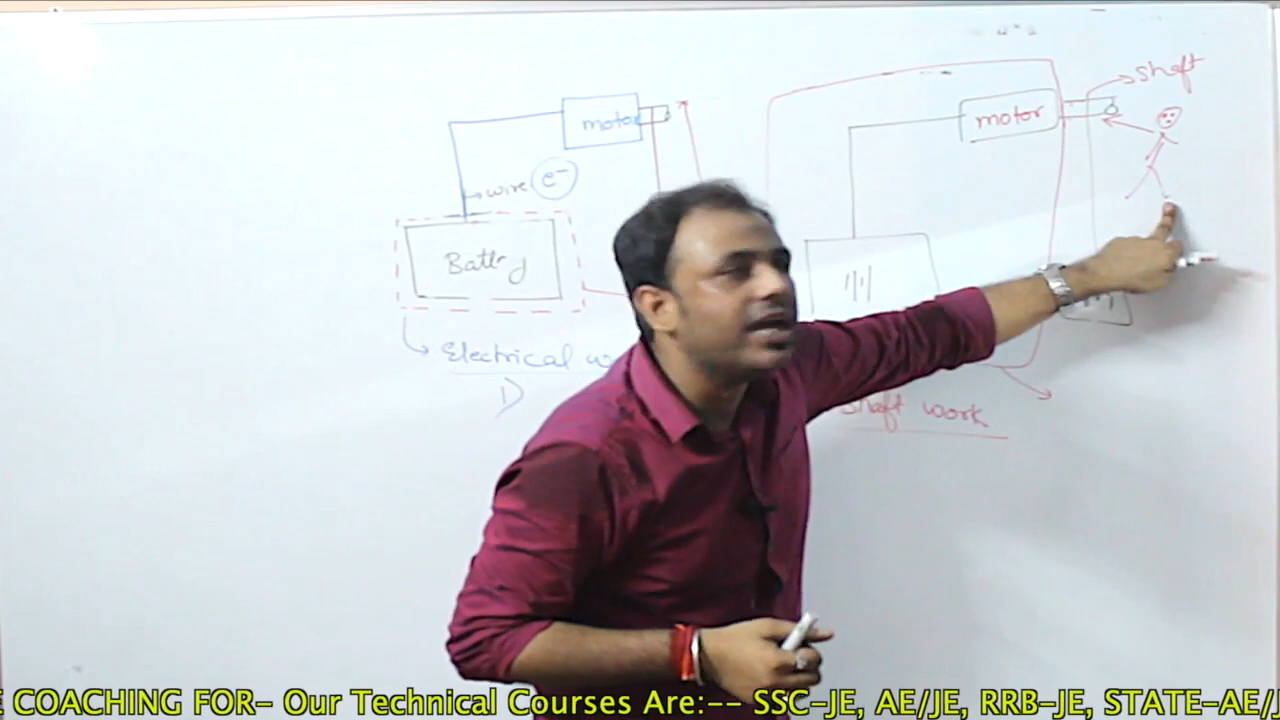 shaft
motor
motor
wire e-
Battery
Electrical
1)
shaft work
E COACHING FOR- Our Technical Courses Are:-- SSC-JE, AE/JE, RRB-JE, STATE-AE/